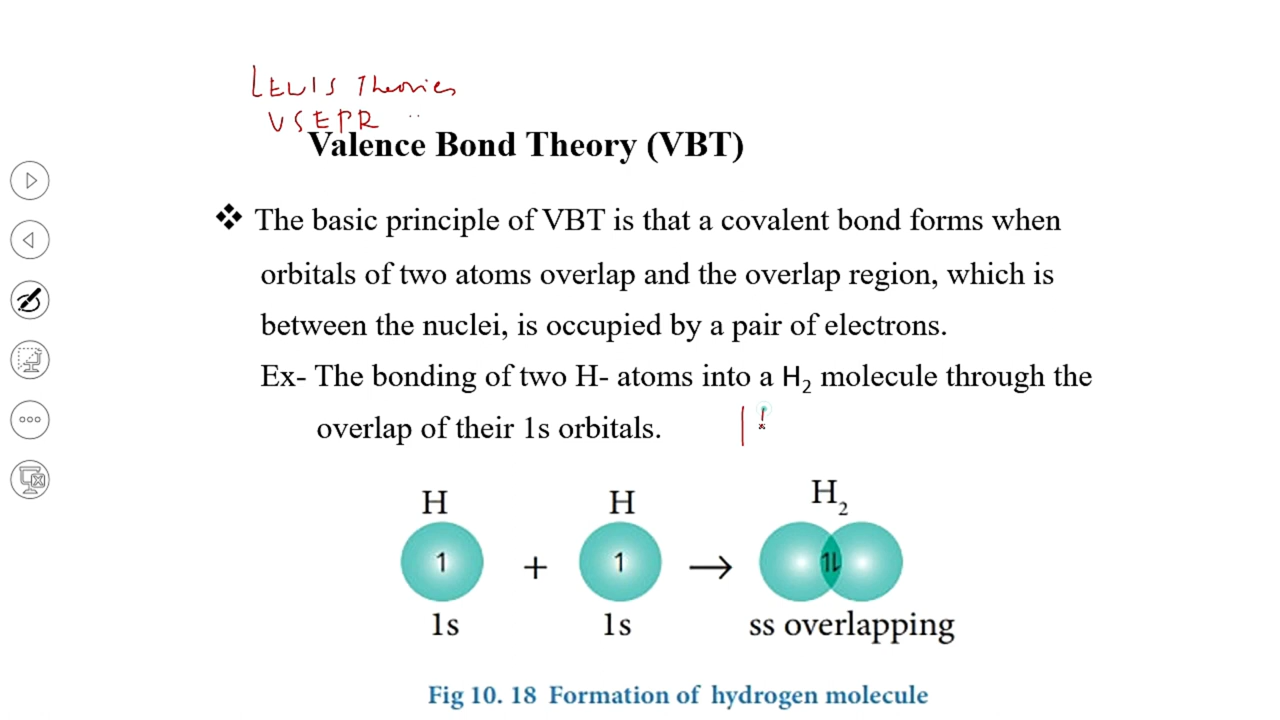 LEWIS Theories
VSEPR "
Valence Bond Theory (VBT)
❖ The basic principle of VBT is that a covalent bond forms when
orbitals of two atoms overlap and the overlap region, which is
between the nuclei, is occupied by a pair of electrons.
Ex- The bonding of two H- atoms into a H₂ molecule through the
overlap of their 1s orbitals.
H H H₂
1 + 1 → 1L
1s 1s ss overlapping
Fig 10. 18 Formation of hydrogen molecule